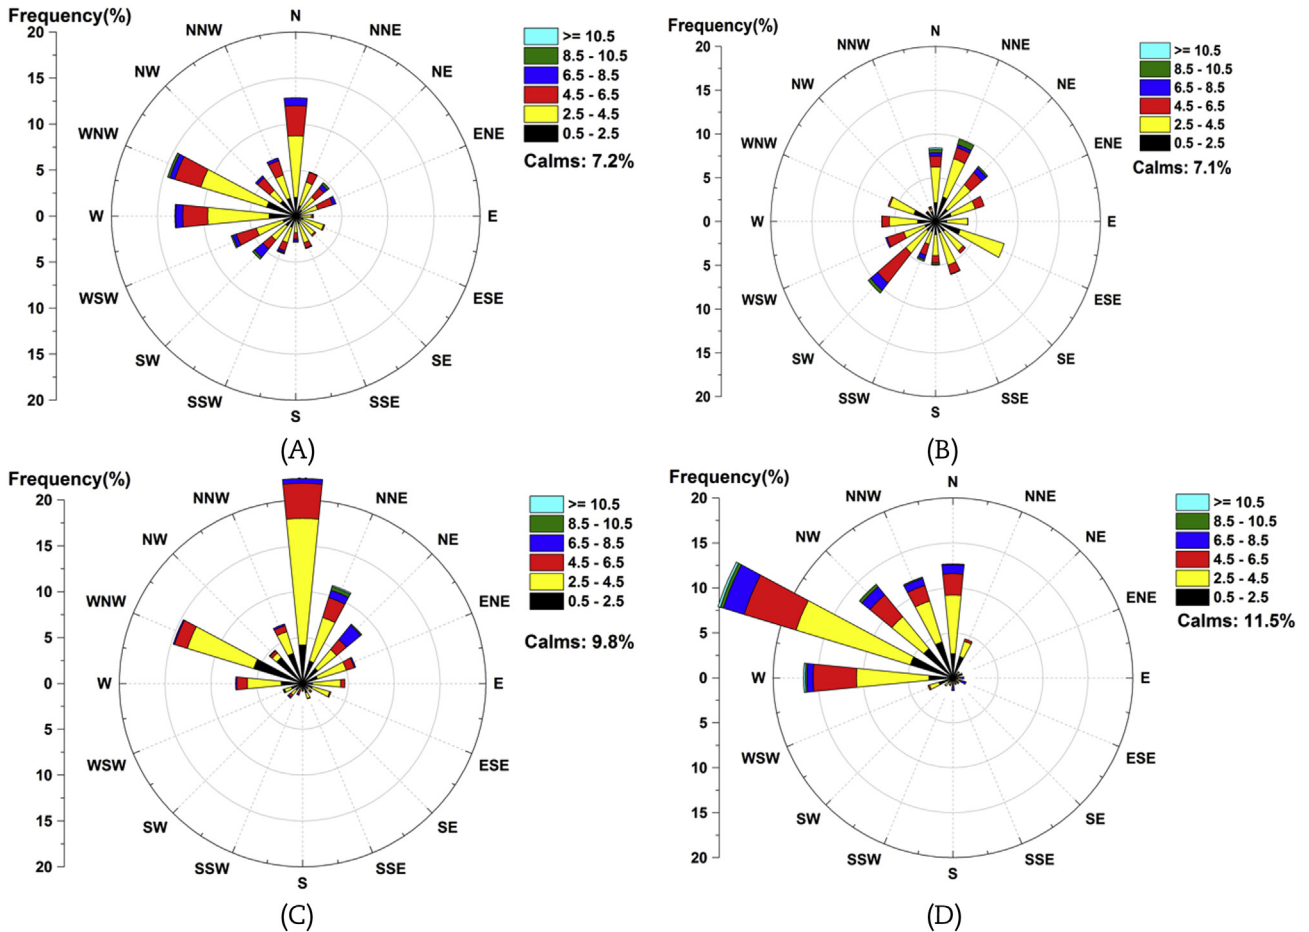 Frequency(%)
20
15
10
5
0
5
10
15
20
N
NNE
NE
ENE
E
ESE
SE
SSE
S
SSW
SW
WSW
W
WNW
NW
NNW
>= 10.5
8.5 - 10.5
6.5 - 8.5
4.5 - 6.5
2.5 - 4.5
0.5 - 2.5
Calms: 7.2%
(A)
Frequency(%)
20
15
10
5
0
5
10
15
20
N
NNE
NE
ENE
E
ESE
SE
SSE
S
SSW
SW
WSW
W
WNW
NW
NNW
>= 10.5
8.5 - 10.5
6.5 - 8.5
4.5 - 6.5
2.5 - 4.5
0.5 - 2.5
Calms: 7.1%
(B)
Frequency(%)
20
15
10
5
0
5
10
15
20
NNE
NE
ENE
E
ESE
SE
SSE
S
SSW
SW
WSW
W
WNW
NW
NNW
>= 10.5
8.5 - 10.5
6.5 - 8.5
4.5 - 6.5
2.5 - 4.5
0.5 - 2.5
Calms: 9.8%
(C)
Frequency(%)
20
15
10
5
0
5
10
15
20
N
NNE
NE
ENE
E
ESE
SE
SSE
S
SSW
SW
WSW
W
NW
NNW
>= 10.5
8.5 - 10.5
6.5 - 8.5
4.5 - 6.5
2.5 - 4.5
0.5 - 2.5
Calms: 11.5%
(D)